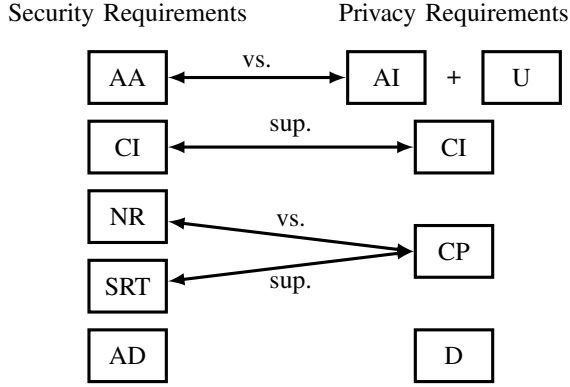 Security Requirements Privacy Requirements
AA vs. AI + U
CI sup. CI
NR vs.
CP
SRT sup.
AD D